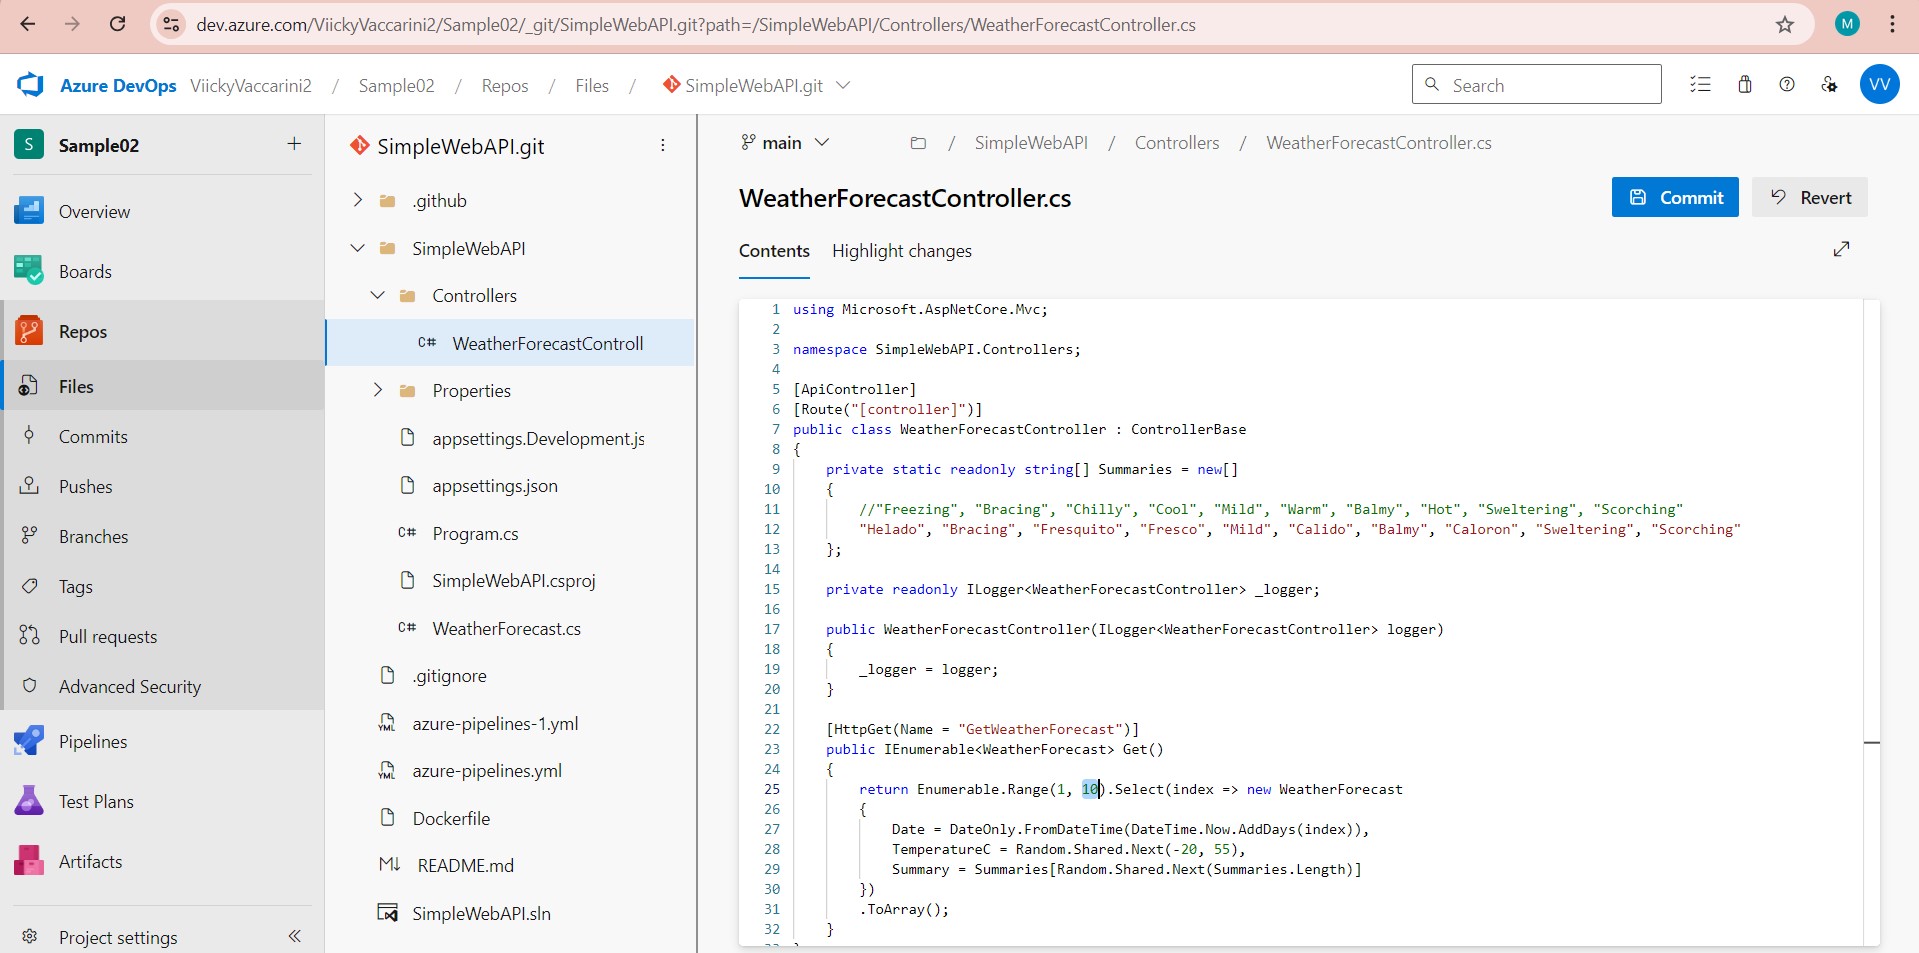 dev.azure.com/ViickyVaccarini2/Sample02/_git/SimpleWebAPI.git?path=/SimpleWebAPI/Controllers/WeatherForecastController.cs
M
Azure DevOps ViickyVaccarini2 / Sample02 / Repos / Files / SimpleWebAPI.git
Search
VV
S Sample02 +
Overview
Boards
Repos
Files
Commits
Pushes
Branches
Tags
Pull requests
Advanced Security
Pipelines
Test Plans
Artifacts
Project settings
SimpleWebAPI.git
.github
SimpleWebAPI
Controllers
C# WeatherForecastControll
Properties
appsettings.Development.js
appsettings.json
C# Program.cs
SimpleWebAPI.csproj
C# WeatherForecast.cs
.gitignore
YML azure-pipelines-1.yml
YML azure-pipelines.yml
Dockerfile
M↓ README.md
SimpleWebAPI.sln
main / SimpleWebAPI / Controllers / WeatherForecastController.cs
WeatherForecastController.cs
Commit Revert
Contents Highlight changes
1 using Microsoft.AspNetCore.Mvc;
2
3 namespace SimpleWebAPI.Controllers;
4
5 [ApiController]
6 [Route("[controller]")]
7 public class WeatherForecastController : ControllerBase
8 {
9 private static readonly string[] Summaries = new[]
10 {
11 //"Freezing", "Bracing", "Chilly", "Cool", "Mild", "Warm", "Balmy", "Hot", "Sweltering", "Scorching"
12 "Helado", "Bracing", "Fresquito", "Fresco", "Mild", "Calido", "Balmy", "Caloron", "Sweltering", "Scorching"
13 };
14
15 private readonly ILogger<WeatherForecastController> _logger;
16
17 public WeatherForecastController(ILogger<WeatherForecastController> logger)
18 {
19 _logger = logger;
20 }
21
22 [HttpGet(Name = "GetWeatherForecast")]
23 public IEnumerable<WeatherForecast> Get()
24 {
25 return Enumerable.Range(1, 10).Select(index => new WeatherForecast
26 {
27 Date = DateOnly.FromDateTime(DateTime.Now.AddDays(index)),
28 TemperatureC = Random.Shared.Next(-20, 55),
29 Summary = Summaries[Random.Shared.Next(Summaries.Length)]
30 })
31 .ToArray();
32 }